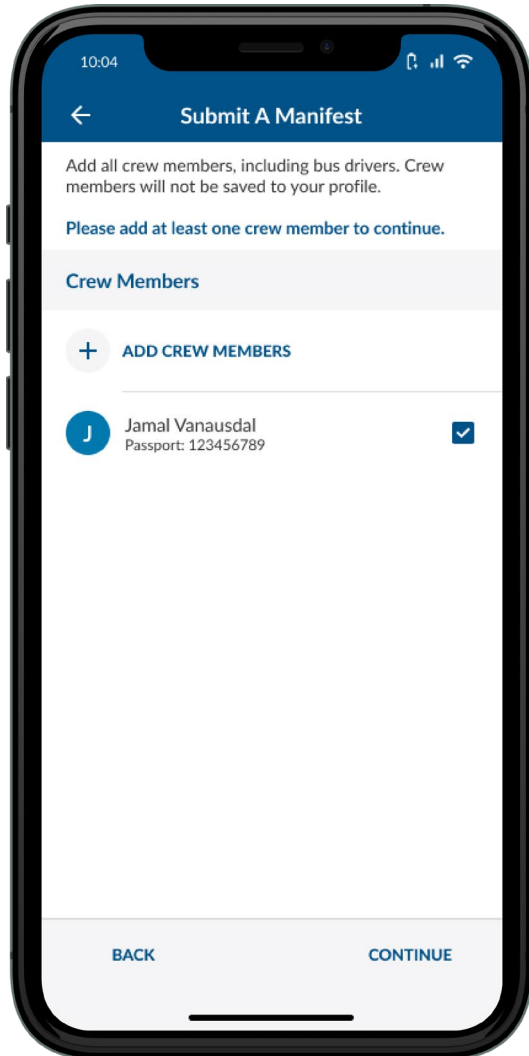 10:04
Submit A Manifest
Add all crew members, including bus drivers. Crew
members will not be saved to your profile.
Please add at least one crew member to continue.
Crew Members
+ ADD CREW MEMBERS
J
Jamal Vanausdal
Passport: 123456789
BACK
CONTINUE